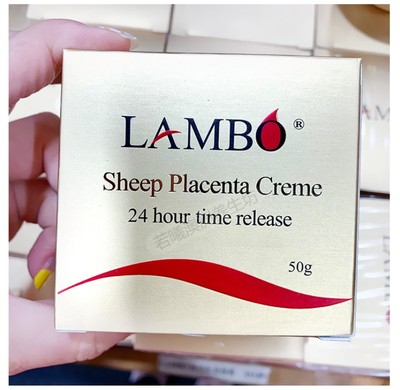 LAMBO®
Sheep Placenta Creme
24 hour time release
50g